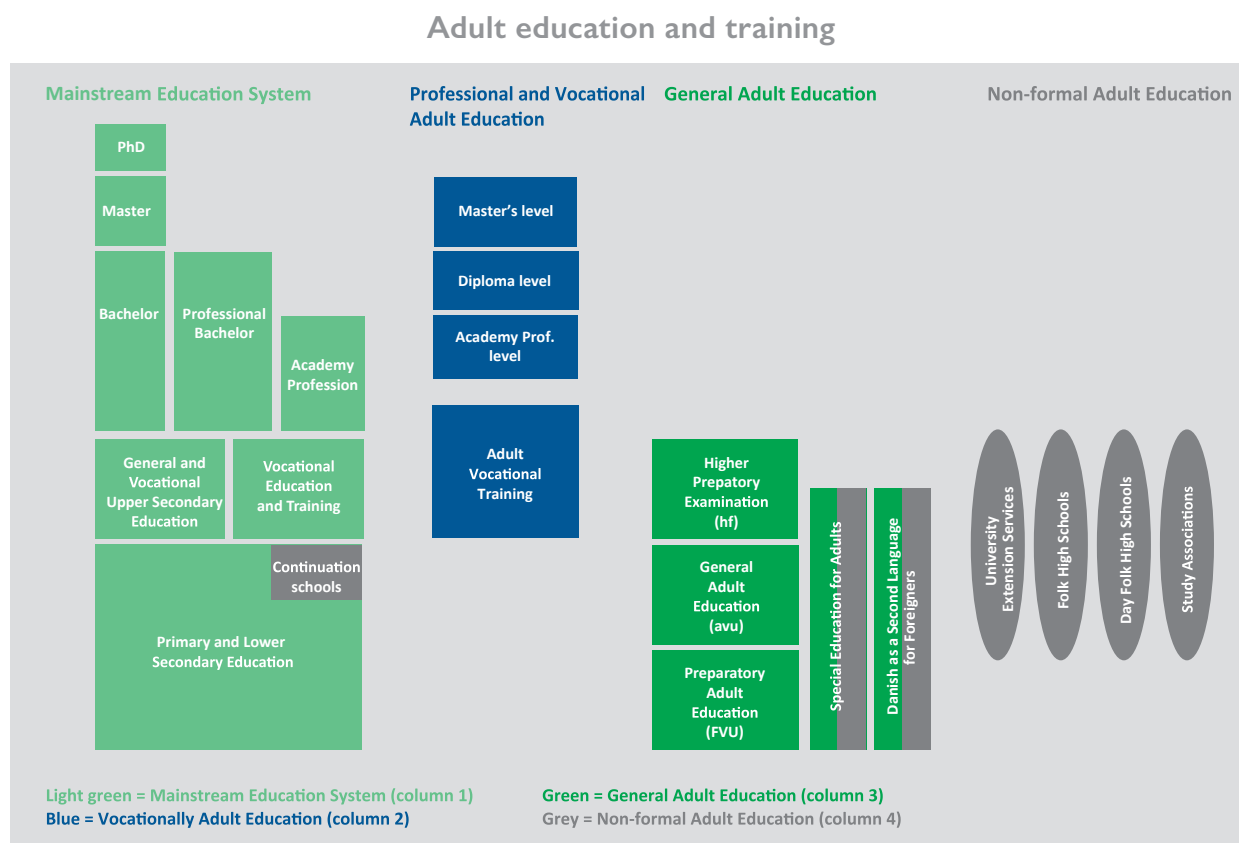 Adult education and training
Mainstream Education System
Professional and Vocational
Adult Education
General Adult Education
Non-formal Adult Education
PhD
Master
Bachelor
Professional
Bachelor
Academy
Profession
General and
Vocational
Upper Secondary
Education
Vocational
Education
and Training
Continuation
schools
Primary and Lower
Secondary Education
Master's level
Diploma level
Academy Prof.
level
Adult
Vocational
Training
Higher
Prepatory
Examination
(hf)
General
Adult
Education
(avu)
Preparatory
Adult
Education
(FVU)
Special Education for Adults
Danish as a Second Language
for Foreigners
University
Extension Services
Folk High Schools
Day Folk High Schools
Study Associations
Light green = Mainstream Education System (column 1)
Blue = Vocationally Adult Education (column 2)
Green = General Adult Education (column 3)
Grey = Non-formal Adult Education (column 4)